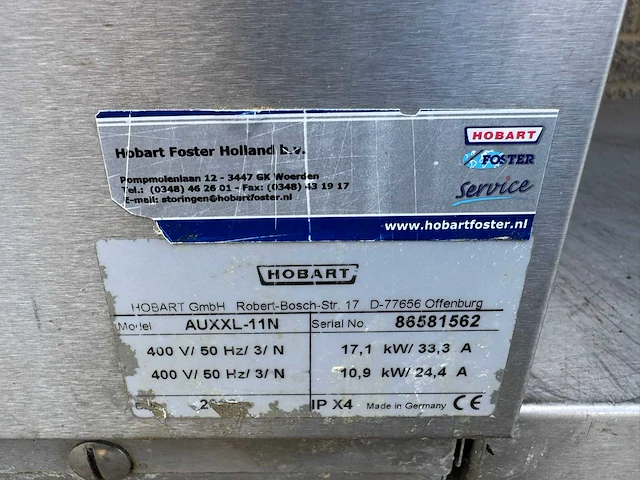 Hobart Foster Holland b.v.
HOBART
FOSTER
Service
Pompmolenlaan 12 - 3447 GK Woerden
Tel.: (0348) 46 26 01 - Fax: (0348) 43 19 17
E-mail: storingen@hobartfoster.nl
www.hobartfoster.nl
HOBART
HOBART GmbH Robert-Bosch-Str. 17 D-77656 Offenburg
Model AUXXL-11N Serial No. 86581562
400 V/ 50 Hz/ 3/ N 17,1 kW/ 33,3 A
400 V/ 50 Hz/ 3/ N 10,9 kW/ 24,4 A
IP X4 Made in Germany CE